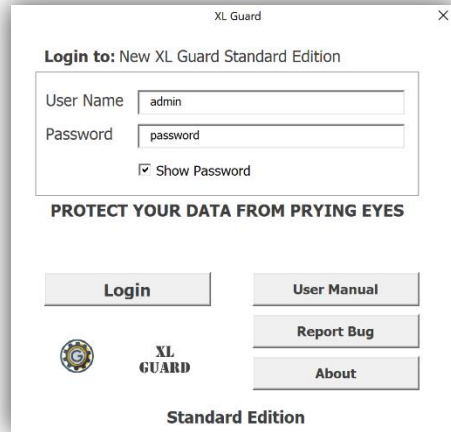 XL Guard
Login to: New XL Guard Standard Edition
User Name admin
Password password
Show Password
PROTECT YOUR DATA FROM PRYING EYES
Login
User Manual
Report Bug
About
G
XL
GUARD
Standard Edition